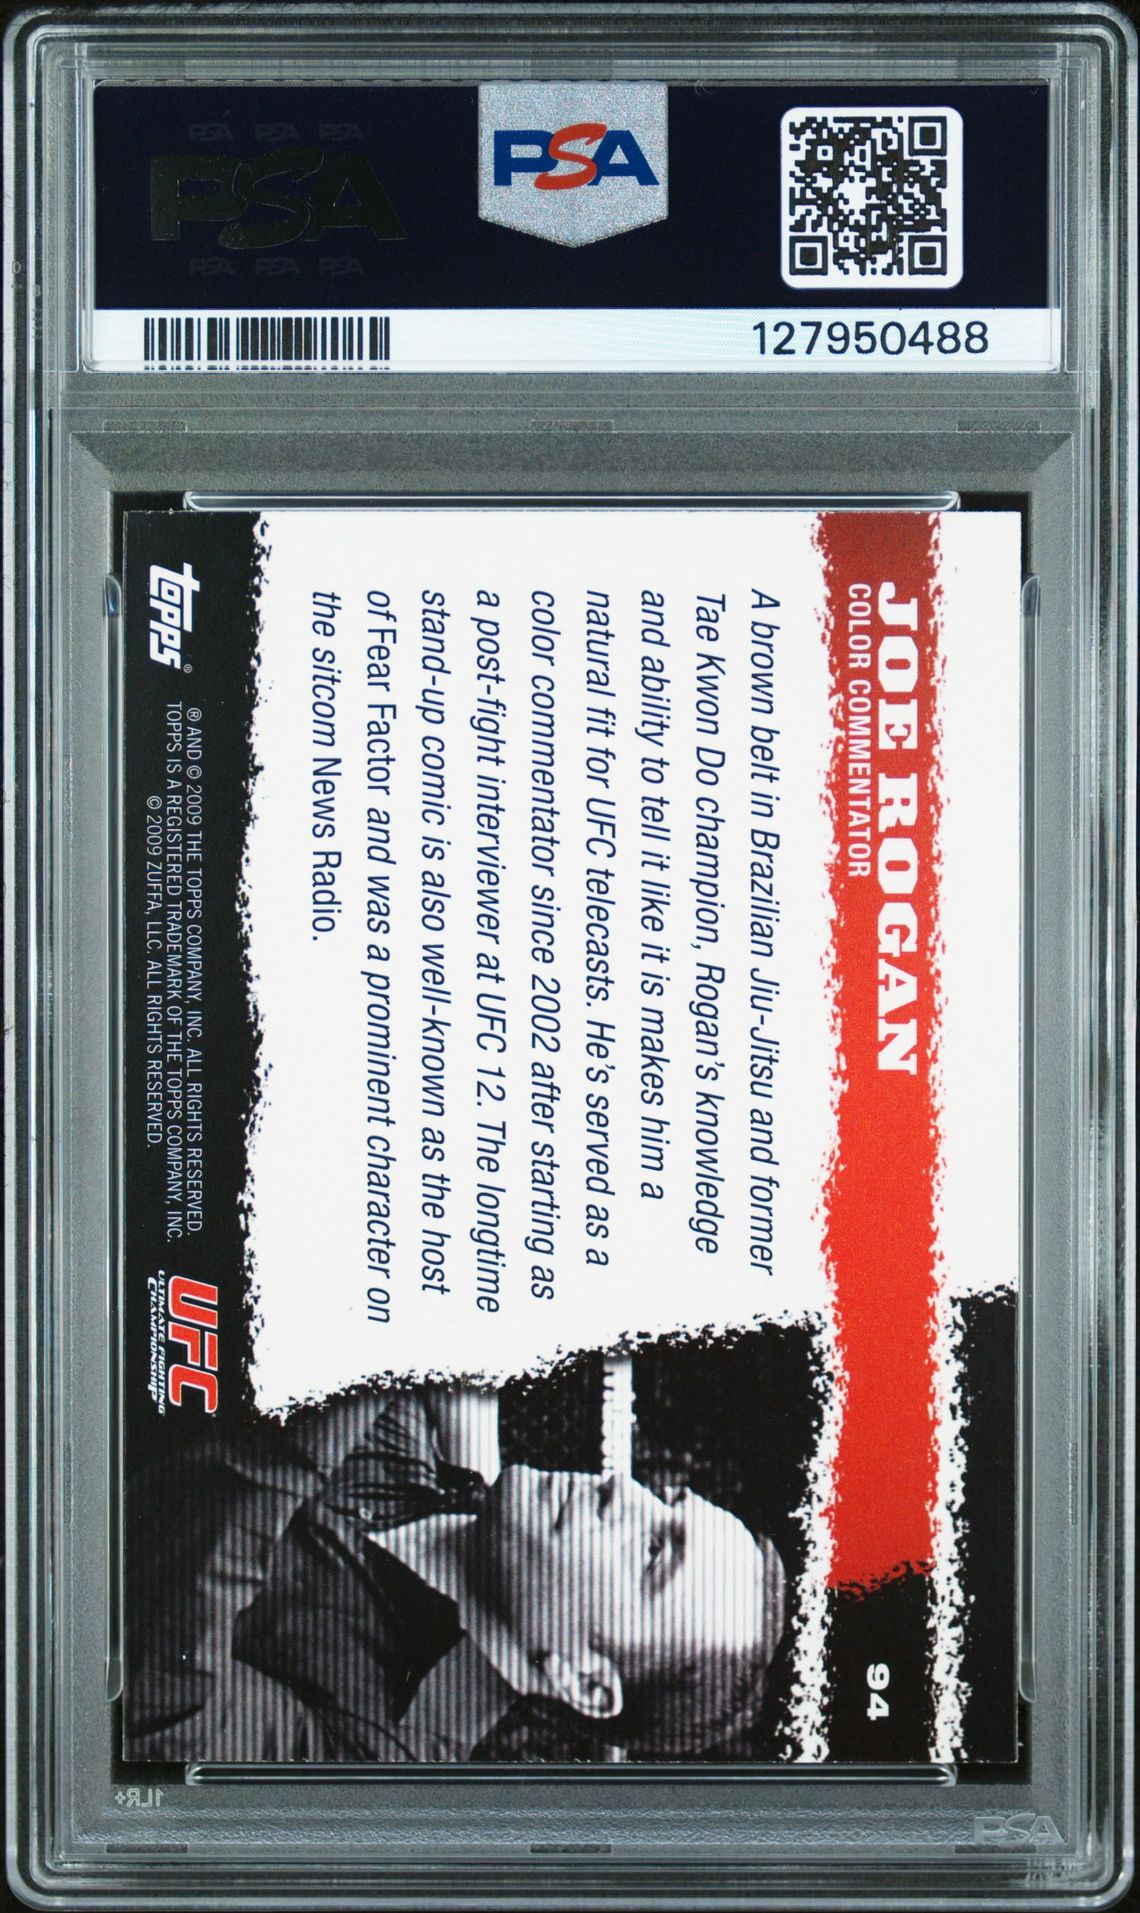 PSA PSA PSA
PSA
PSA PSA PSA
PSA
127950488
JOE ROGAN
COLOR COMMENTATOR
94
A brown belt in Brazilian Jiu-Jitsu and former
Tae Kwon Do champion, Rogan's knowledge
and ability to tell it like it is makes him a
natural fit for UFC telecasts. He's served as a
color commentator since 2002 after starting as
a post-fight interviewer at UFC 12. The longtime
stand-up comic is also well-known as the host
of Fear Factor and was a prominent character on
the sitcom News Radio.
topps®
® AND © 2009 THE TOPPS COMPANY, INC. ALL RIGHTS RESERVED.
TOPPS IS A REGISTERED TRADEMARK OF THE TOPPS COMPANY, INC.
© 2009 ZUFFA, LLC. ALL RIGHTS RESERVED.
UFC
ULTIMATE FIGHTING
CHAMPIONSHIP
1LR+
PSA